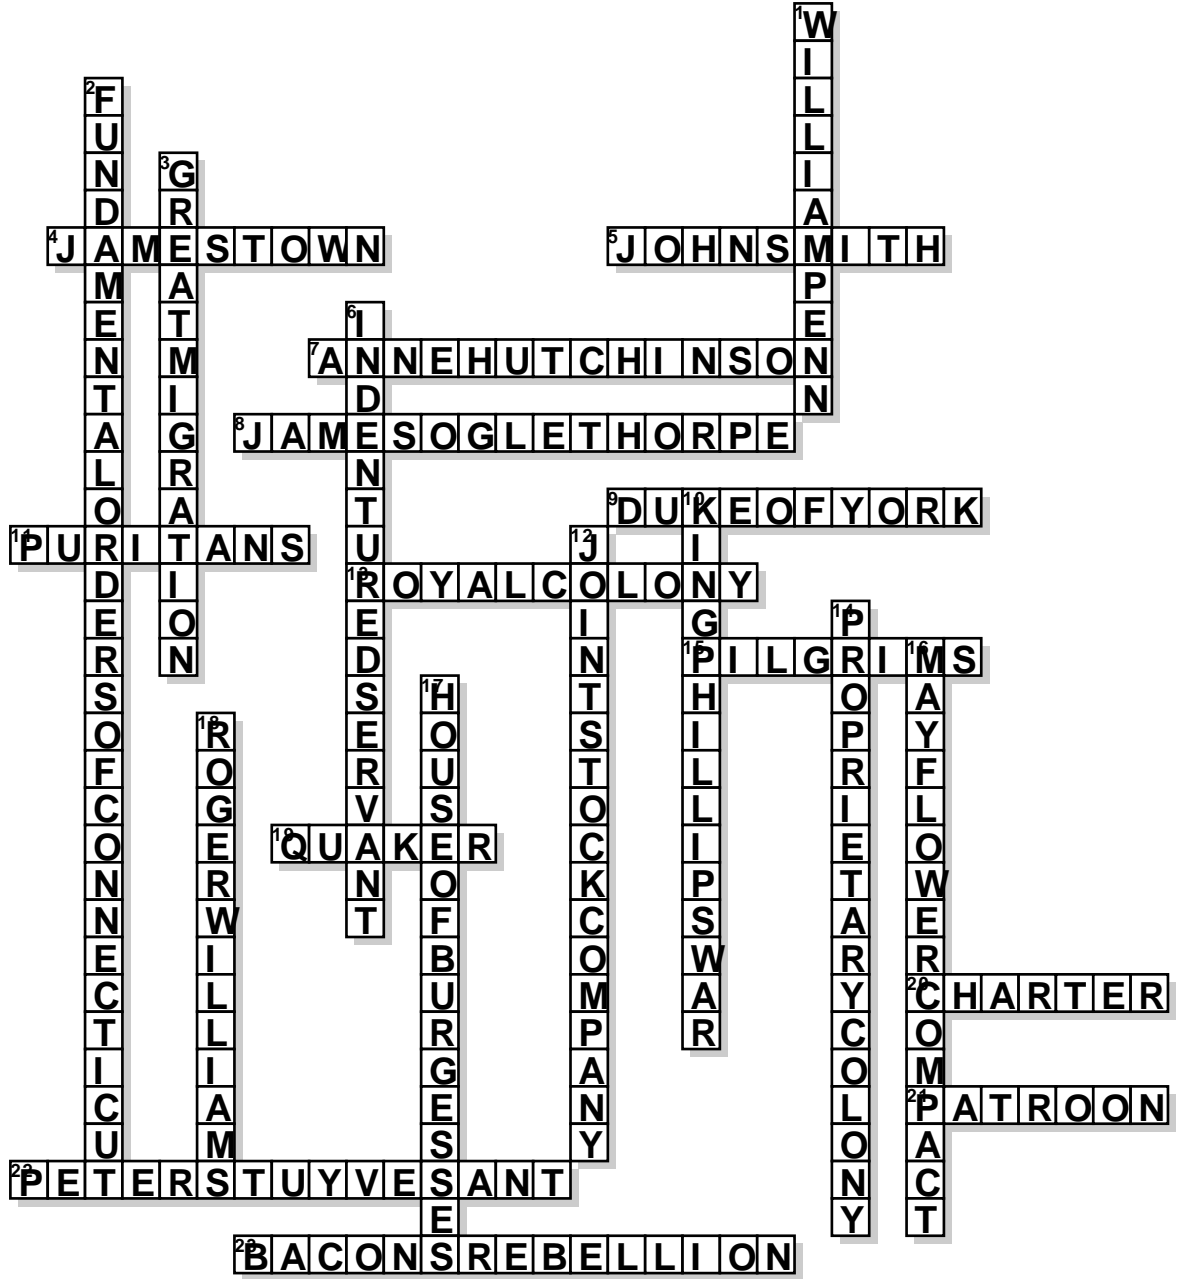 1 WILLIAMPENN
2 FUNDAMENTALORDERSOFCONNECTICUT
3 GREATMIGRATION
4 JAMESTOWN
5 JOHNSMITH
6 INDENTUREDSERVANT
7 ANNEHUTCHINSON
8 JAMESOGLETHORPE
9 DUKEOFYORK
10 KINGPHILLIPSWAR
11 PURITANS
12 JOINTSTOCKCOMPANY
13 ROYALCOLONY
14 PROPRIETARYCOLONY
15 PILGRIMS
16 MAYFLOWERCOMPACT
17 HOUSEOFBURGESSES
18 ROGERWILLIAMS
19 QUAKER
20 CHARTER
21 PATROON
22 PETERSTUYVESANT
23 BACONSREBELLION